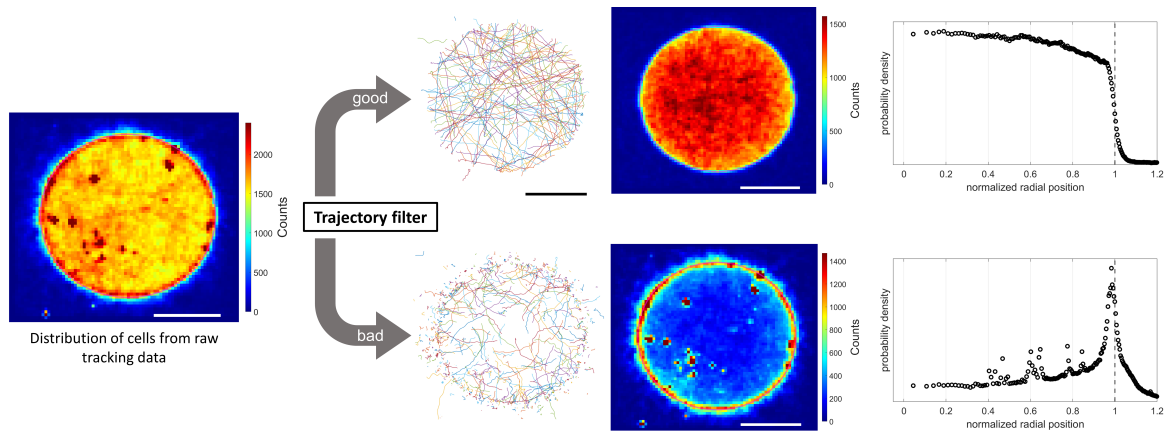 2000
1500
1000
500
0
Counts
Distribution of cells from raw
tracking data
good
Trajectory filter
bad
1500
1000
500
0
Counts
probability density
0
0.2
0.4
0.6
0.8
1
1.2
normalized radial position
1400
1200
1000
800
600
400
200
0
Counts
probability density
0
0.2
0.4
0.6
0.8
1
1.2
normalized radial position